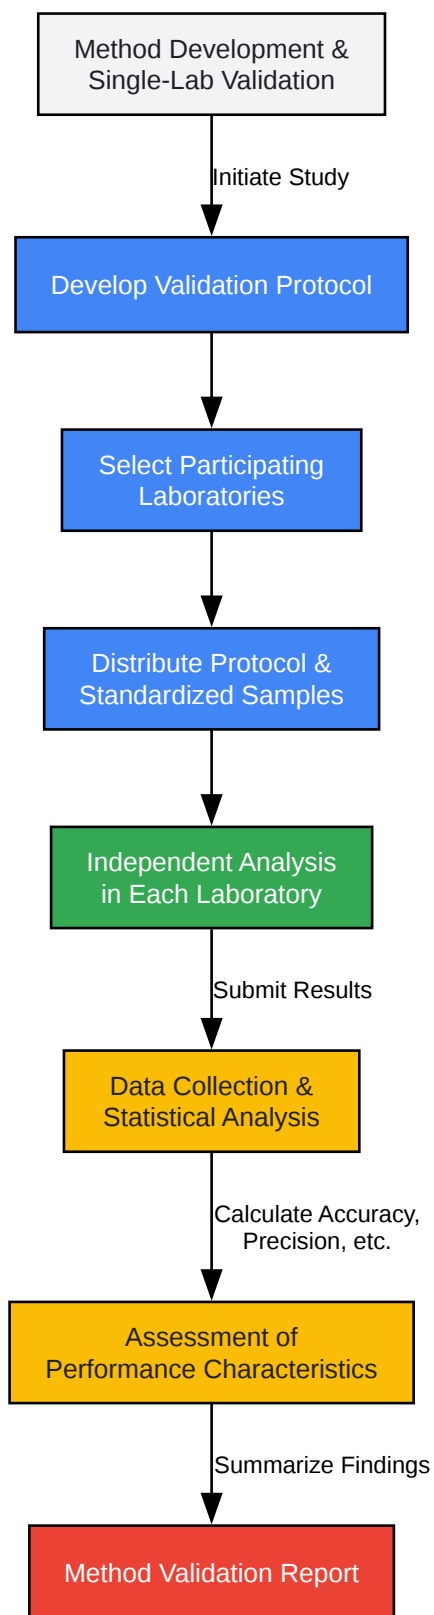 Method Development &
Single-Lab Validation
Initiate Study
Develop Validation Protocol
Select Participating
Laboratories
Distribute Protocol &
Standardized Samples
Independent Analysis
in Each Laboratory
Submit Results
Data Collection &
Statistical Analysis
Calculate Accuracy,
Precision, etc.
Assessment of
Performance Characteristics
Summarize Findings
Method Validation Report